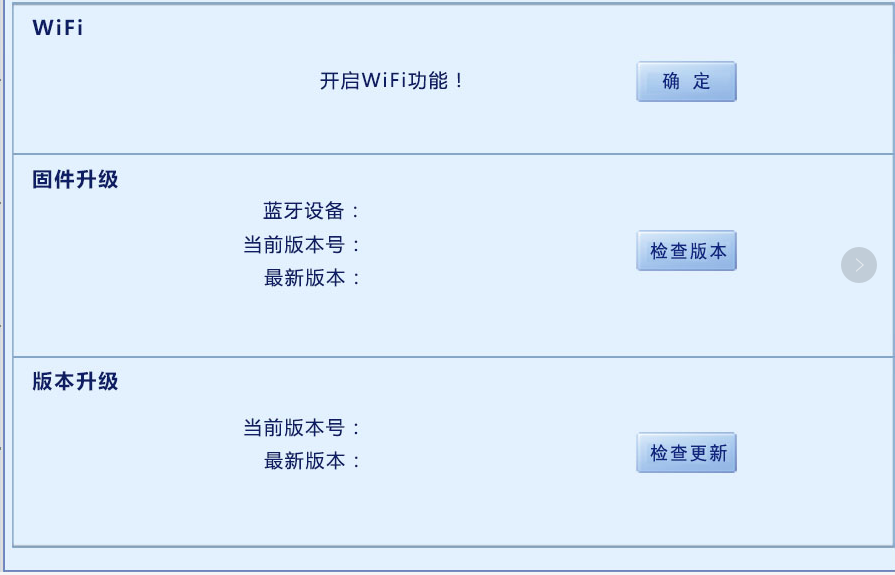 WiFi
开启WiFi功能！ 确 定
固件升级
蓝牙设备：
当前版本号： 检查版本
最新版本：
版本升级
当前版本号：
最新版本： 检查更新